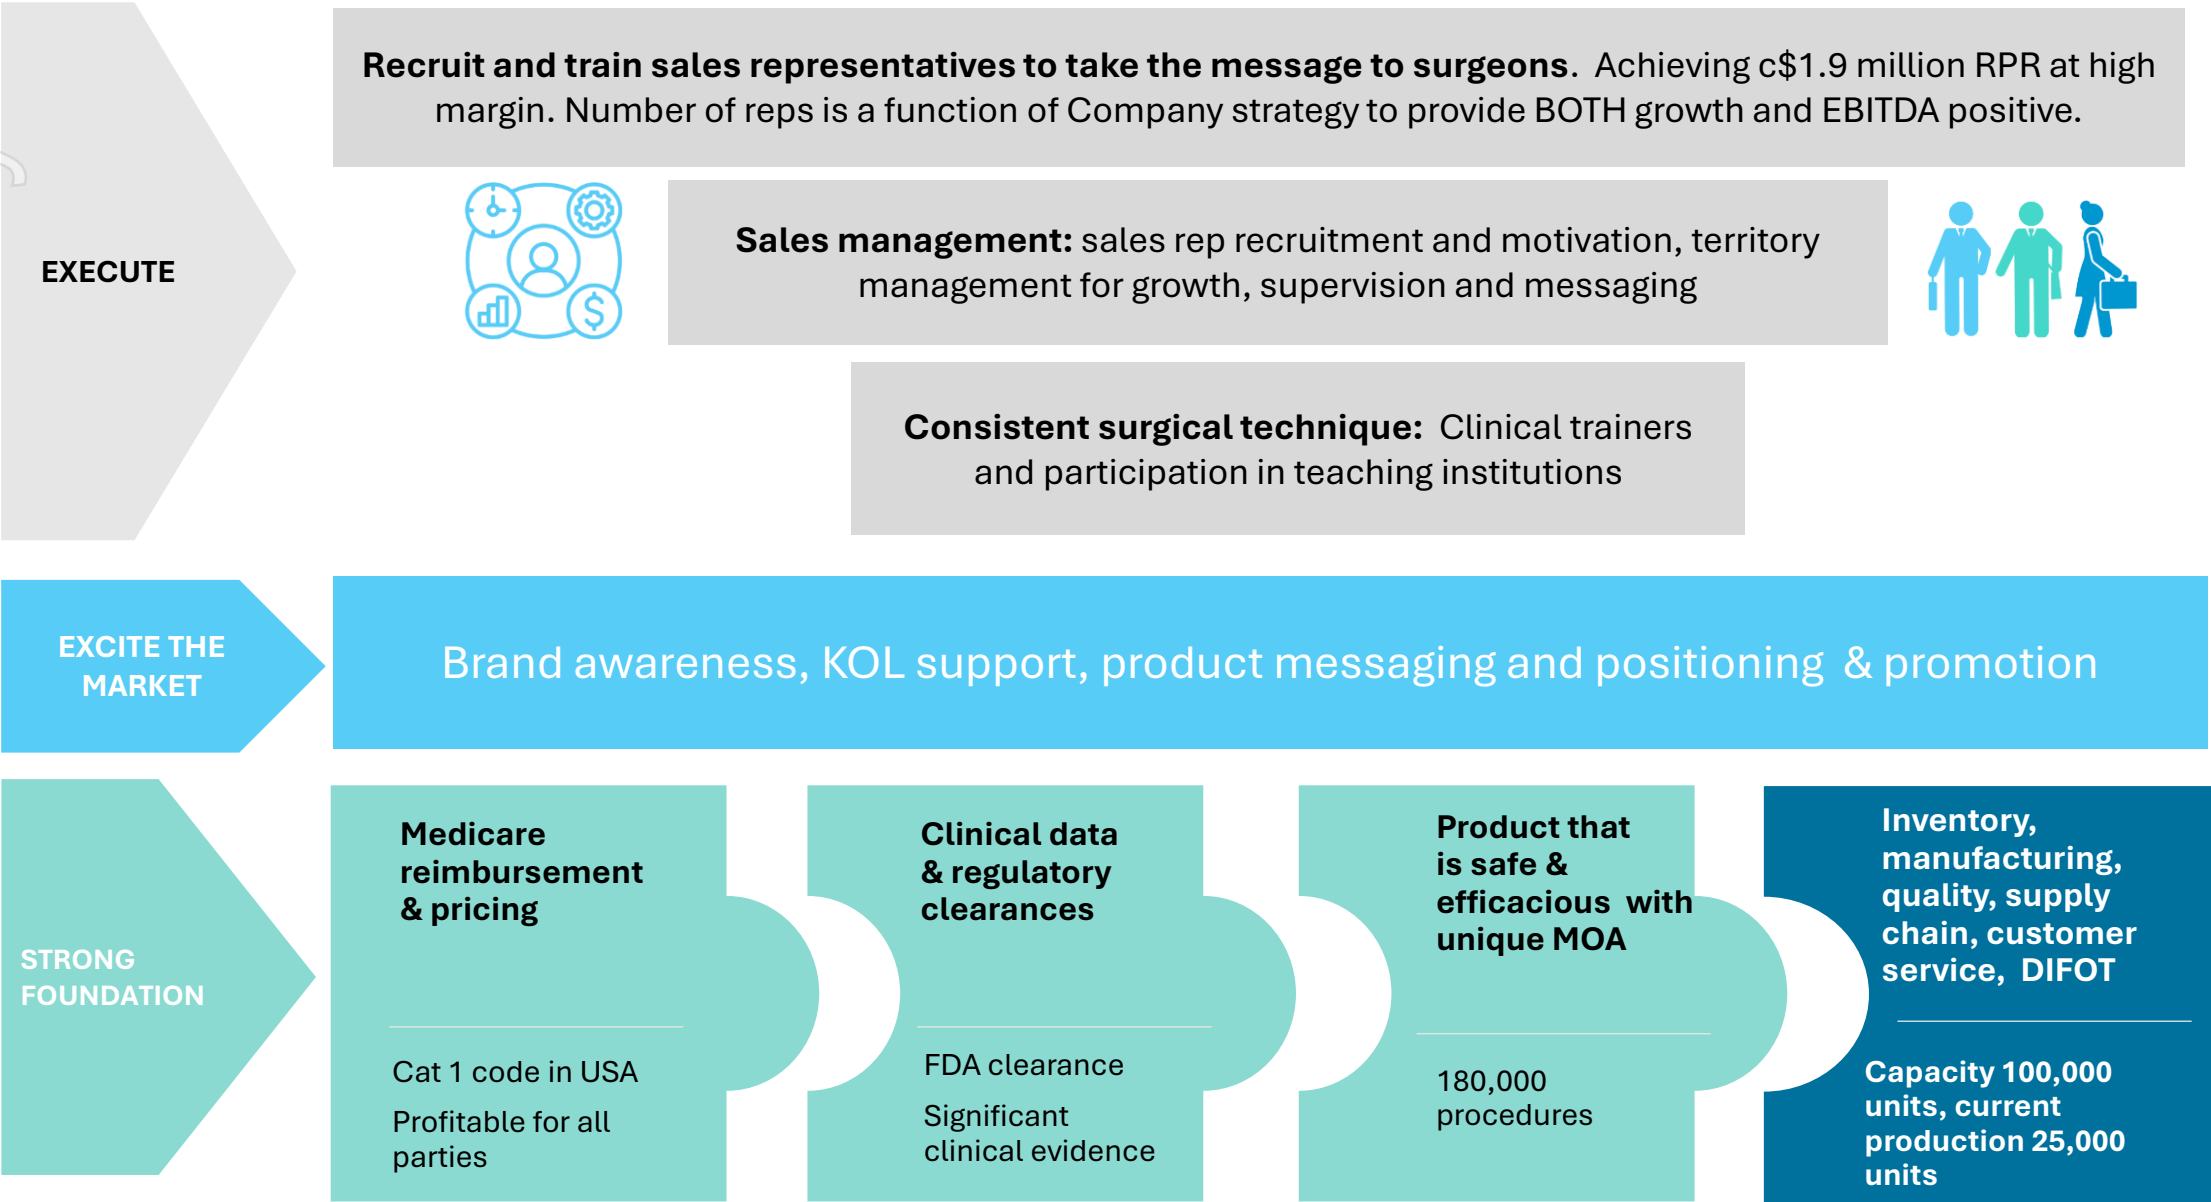 Recruit and train sales representatives to take the message to surgeons.  Achieving c$1.9 million RPR at high
margin. Number of reps is a function of Company strategy to provide BOTH growth and EBITDA positive.
EXECUTE
Sales management: sales rep recruitment and motivation, territory
management for growth, supervision and messaging
Consistent surgical technique:  Clinical trainers
and participation in teaching institutions
EXCITE THE
MARKET
Brand awareness, KOL support, product messaging and positioning  & promotion
STRONG
FOUNDATION
Medicare
reimbursement
& pricing
Cat 1 code in USA
Profitable for all
parties
Clinical data
& regulatory
clearances
FDA clearance
Significant
clinical evidence
Product that
is safe &
efficacious  with
unique MOA
180,000
procedures
Inventory,
manufacturing,
quality, supply
chain, customer
service,  DIFOT
Capacity 100,000
units, current
production 25,000
units